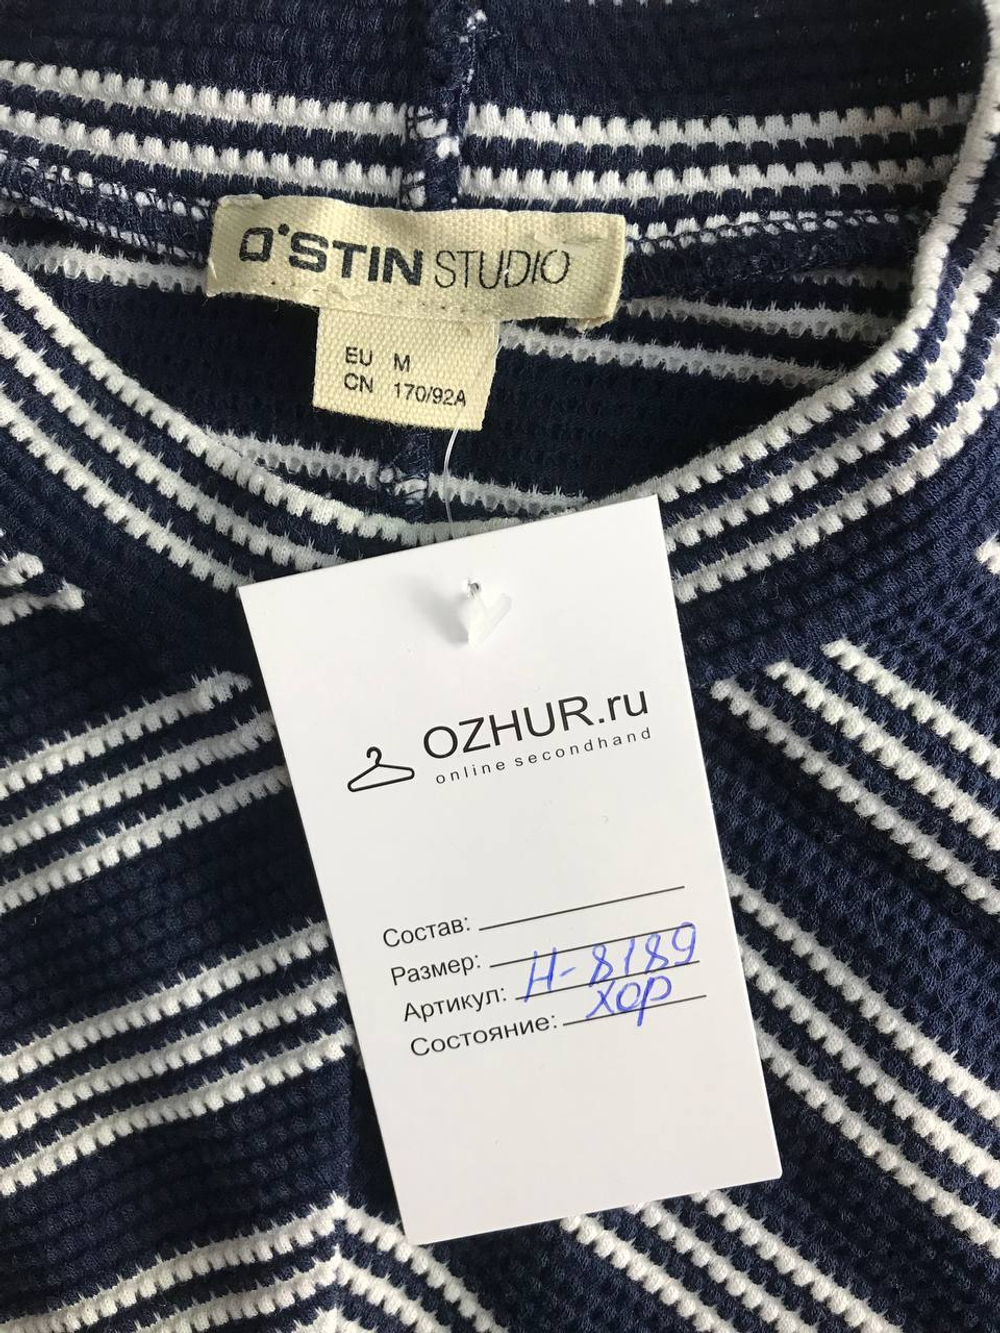 O'STIN STUDIO
EU M
CN 170/92A
OZHUR.ru
online secondhand
Состав:
Размер:
Артикул: Н-8189
Состояние: хор